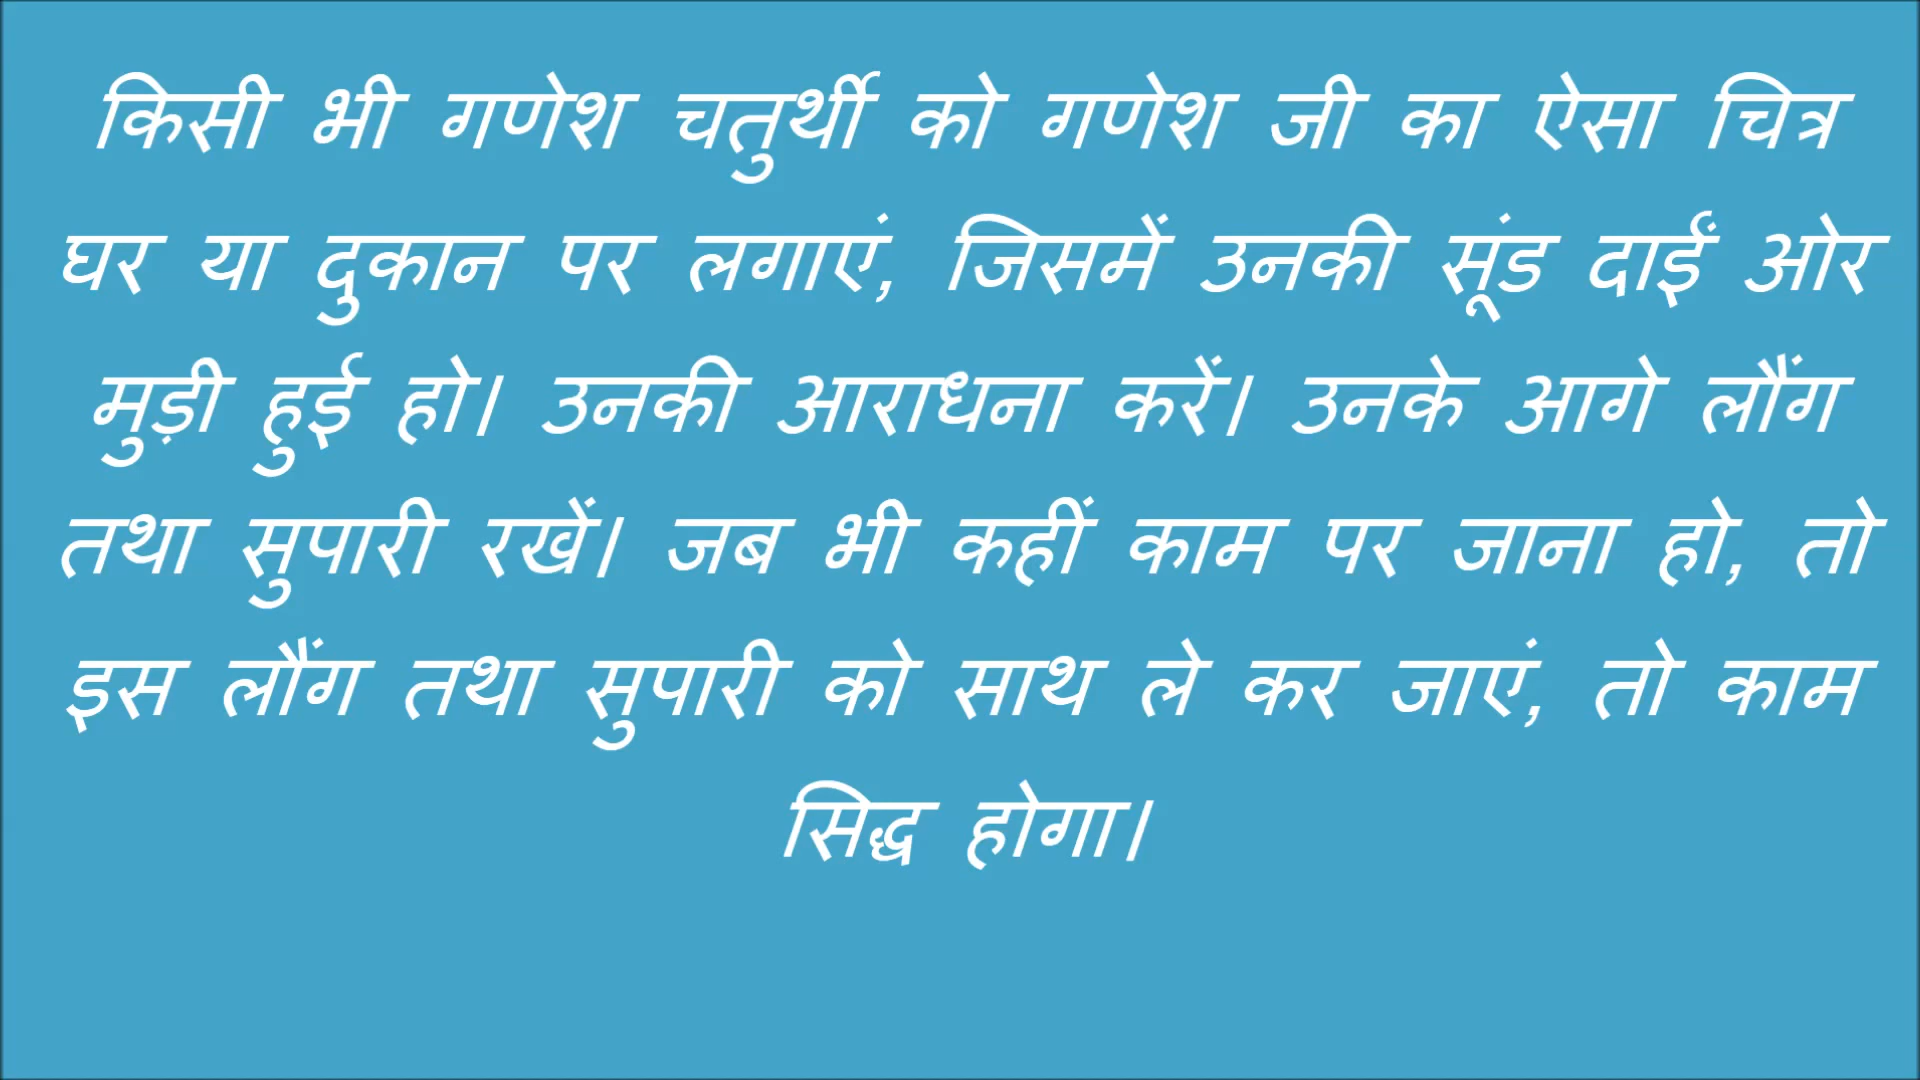 किसी भी गणेश चतुर्थी को गणेश जी का ऐसा चित्र
घर या दुकान पर लगाएं, जिसमें उनकी सूंड दाईं ओर
मुड़ी हुई हो। उनकी आराधना करें। उनके आगे लौंग
तथा सुपारी रखें। जब भी कहीं काम पर जाना हो, तो
इस लौंग तथा सुपारी को साथ ले कर जाएं, तो काम
सिद्ध होगा।